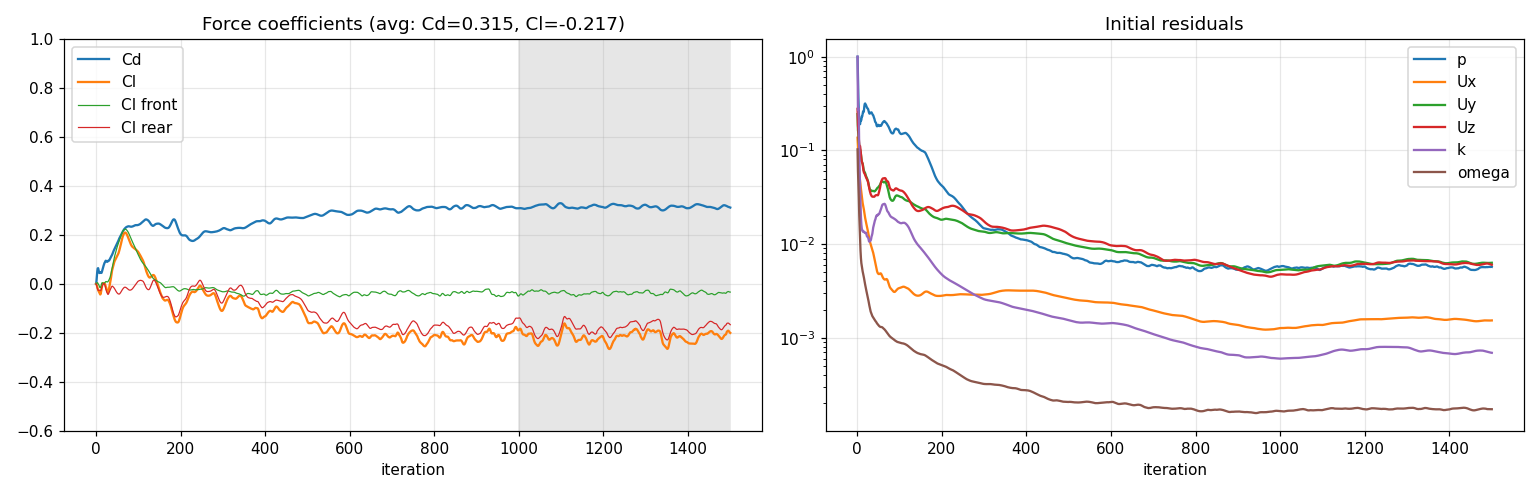 Force coefficients (avg: Cd=0.315, Cl=-0.217)
1.0
0.8
0.6
0.4
0.2
0.0
−0.2
−0.4
−0.6
Cd
Cl
Cl front
Cl rear
0 200 400 600 800 1000 1200 1400
iteration
Initial residuals
10⁰
10⁻¹
10⁻²
10⁻³
p
Ux
Uy
Uz
k
omega
0 200 400 600 800 1000 1200 1400
iteration